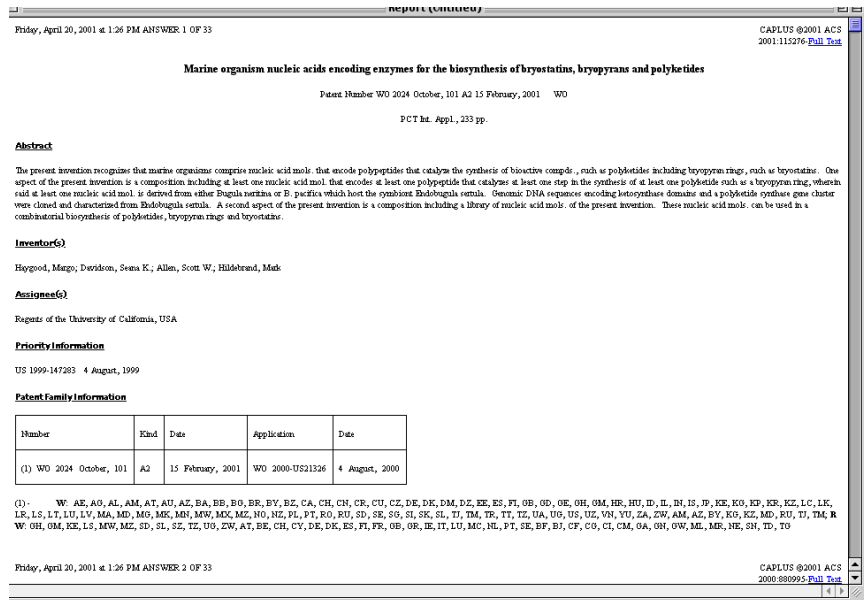 Report (Untitled)
Friday, April 20, 2001 at 1:26 PM ANSWER 1 OF 33
CAPLUS ©2001 ACS
2001:115276-Full Text
Marine organism nucleic acids encoding enzymes for the biosynthesis of bryostatins, bryopyrans and polyketides
Patent Number WO 2024 October, 101 A2 15 February, 2001 WO
PCT Int. Appl., 233 pp.
Abstract
The present invention recognizes that marine organisms comprise nucleic acid mols. that encode polypeptides that catalyze the synthesis of bioactive compds., such as polyketides including bryopyran rings, such as bryostatins. One
aspect of the present invention is a composition including at least one nucleic acid mol. that encodes at least one polypeptide that catalyzes at least one step in the synthesis of at least one polyketide such as a bryopyran ring, wherein
said at least one nucleic acid mol. is derived from either Bugula neritina or B. pacifica which host the symbiont Endobugula sertula. Genomic DNA sequences encoding ketosynthase domains and a polyketide synthase gene cluster
were cloned and characterized from Endobugula sertula. A second aspect of the present invention is a composition including a library of nucleic acid mols. of the present invention. These nucleic acid mols. can be used in a
combinatorial biosynthesis of polyketides, bryopyran rings and bryostatins.
Inventor(s)
Haygood, Margo; Davidson, Seana K.; Allen, Scott W.; Hildebrand, Mark
Assignee(s)
Regents of the University of California, USA
Priority Information
US 1999-147283 4 August, 1999
Patent Family Information
Number Kind Date Application Date
(1) WO 2024 October, 101 A2 15 February, 2001 WO 2000-US21326 4 August, 2000
(1) - W: AE, AG, AL, AM, AT, AU, AZ, BA, BB, BG, BR, BY, BZ, CA, CH, CN, CR, CU, CZ, DE, DK, DM, DZ, EE, ES, FI, GB, GD, GE, GH, GM, HR, HU, ID, IL, IN, IS, JP, KE, KG, KP, KR, KZ, LC, LK,
LR, LS, LT, LU, LV, MA, MD, MG, MK, MN, MW, MX, MZ, NO, NZ, PL, PT, RO, RU, SD, SE, SG, SI, SK, SL, TJ, TM, TR, TT, TZ, UA, UG, US, UZ, VN, YU, ZA, ZW, AM, AZ, BY, KG, KZ, MD, RU, TJ, TM; R
W: GH, GM, KE, LS, MW, MZ, SD, SL, SZ, TZ, UG, ZW, AT, BE, CH, CY, DE, DK, ES, FI, FR, GB, GR, IE, IT, LU, MC, NL, PT, SE, BF, BJ, CF, CG, CI, CM, GA, GN, GW, ML, MR, NE, SN, TD, TG
Friday, April 20, 2001 at 1:26 PM ANSWER 2 OF 33
CAPLUS ©2001 ACS
2000:880995-Full Text